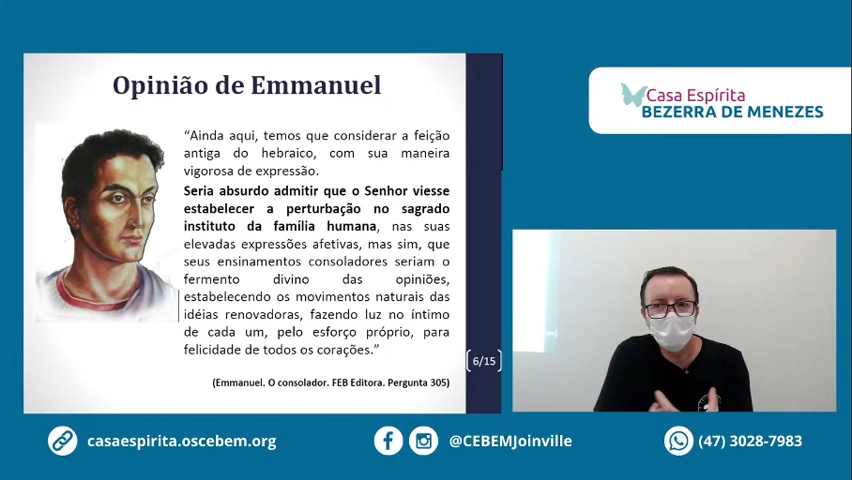 Opinião de Emmanuel
“Ainda aqui, temos que considerar a feição
antiga do hebraico, com sua maneira
vigorosa de expressão.
Seria absurdo admitir que o Senhor viesse
estabelecer a perturbação no sagrado
instituto da família humana, nas suas
elevadas expressões afetivas, mas sim, que
seus ensinamentos consoladores seriam o
fermento divino das opiniões,
estabelecendo os movimentos naturais das
idéias renovadoras, fazendo luz no íntimo
de cada um, pelo esforço próprio, para
felicidade de todos os corações.”
(Emmanuel. O consolador. FEB Editora. Pergunta 305)
6/15
Casa Espírita
BEZERRA DE MENEZES
casaespirita.oscebem.org
@CEBEMJoinville
(47) 3028-7983